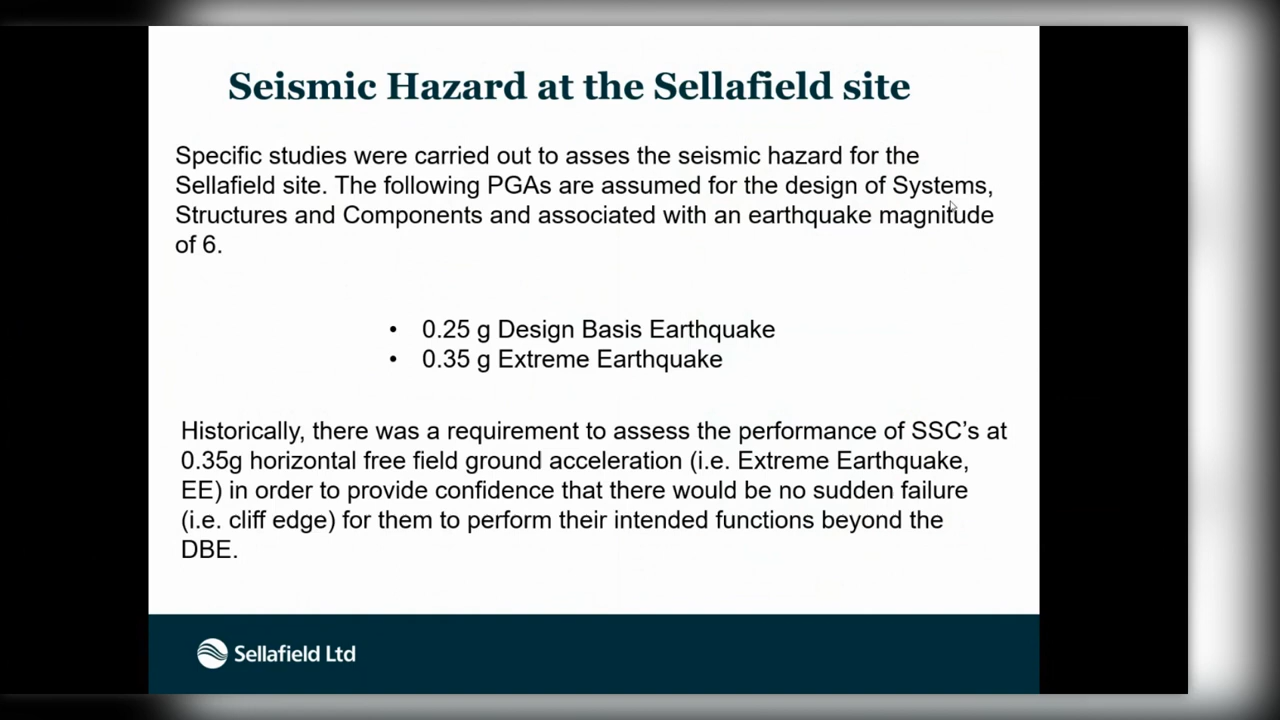 Seismic Hazard at the Sellafield site
Specific studies were carried out to asses the seismic hazard for the
Sellafield site. The following PGAs are assumed for the design of Systems,
Structures and Components and associated with an earthquake magnitude
of 6.
• 0.25 g Design Basis Earthquake
• 0.35 g Extreme Earthquake
Historically, there was a requirement to assess the performance of SSC’s at
0.35g horizontal free field ground acceleration (i.e. Extreme Earthquake,
EE) in order to provide confidence that there would be no sudden failure
(i.e. cliff edge) for them to perform their intended functions beyond the
DBE.
Sellafield Ltd